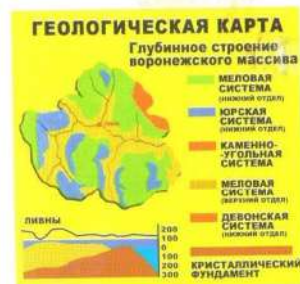 ГЕОЛОГИЧЕСКАЯ КАРТА
Глубинное строение
воронежского массива
МЕЛОВАЯ
СИСТЕМА
(НИЖНИЙ ОТДЕЛ)
ЮРСКАЯ
СИСТЕМА
(НИЖНИЙ ОТДЕЛ)
КАМЕННО-
УГОЛЬНАЯ
СИСТЕМА
МЕЛОВАЯ
СИСТЕМА
(ВЕРХНИЙ ОТДЕЛ)
ДЕВОНСКАЯ
СИСТЕМА
(НИЖНИЙ ОТДЕЛ)
КРИСТАЛЛИЧЕСКИЙ
ФУНДАМЕНТ
ЛИВНЫ
200
100
0
100
200
300